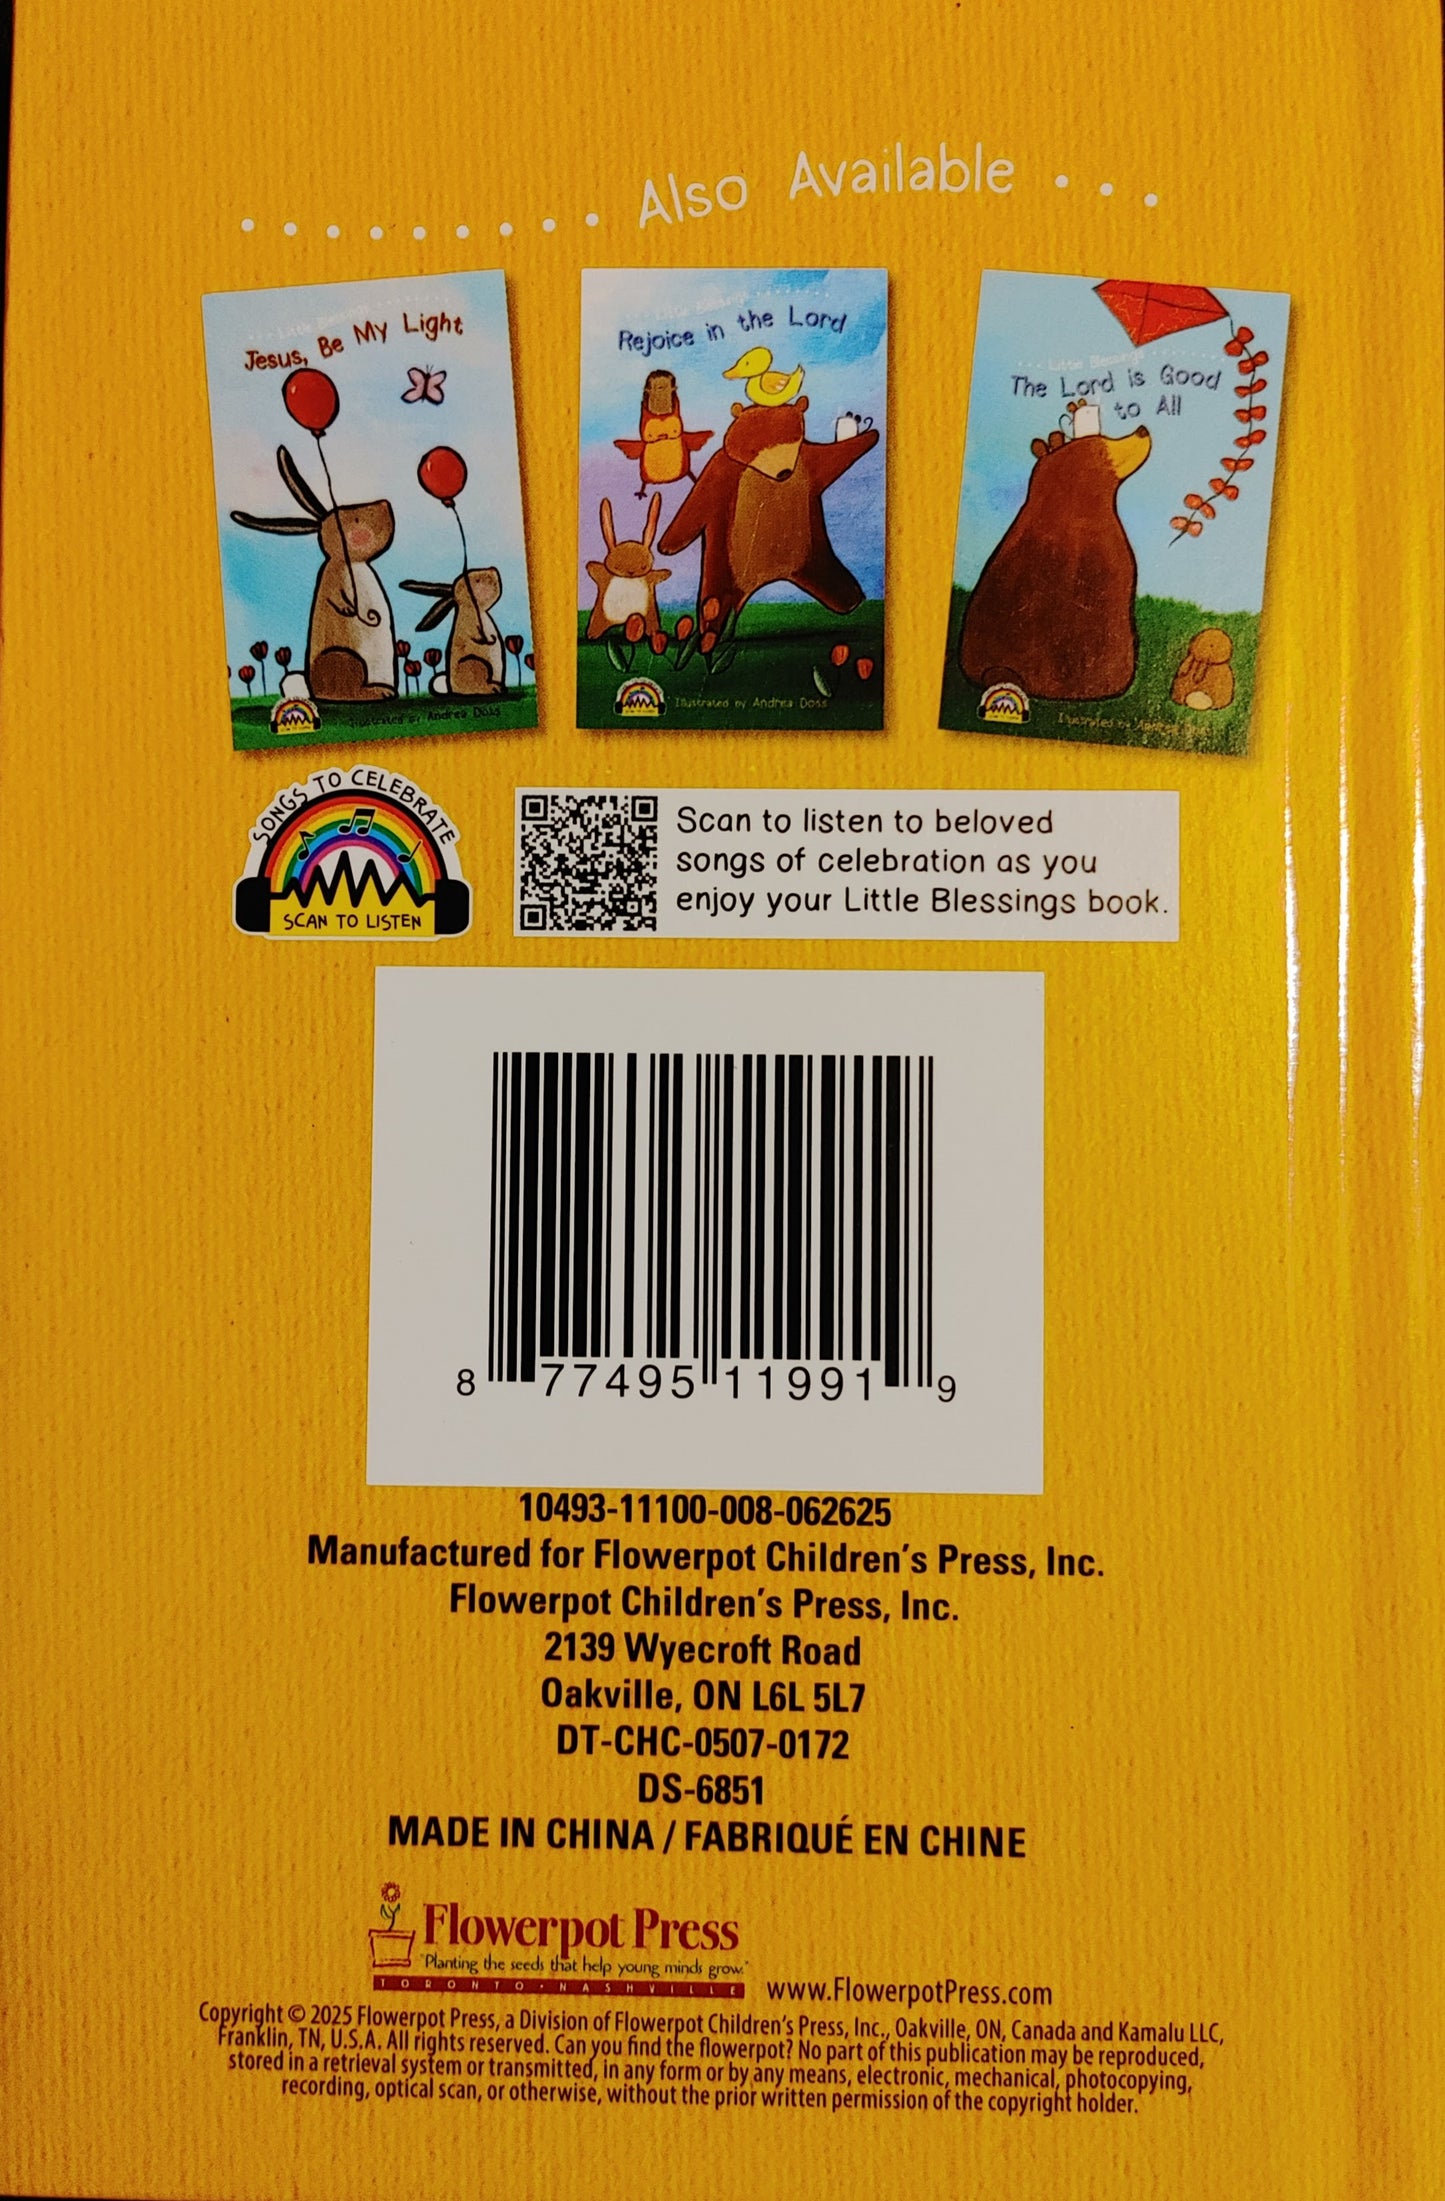 Also Available
Little Blessings
Jesus, Be My Light
Illustrated by Andrea Doss
Little Blessings
Rejoice in the Lord
Illustrated by Andrea Doss
Little Blessings
The Lord is Good
to All
Illustrated by
SONGS TO CELEBRATE
SCAN TO LISTEN
Scan to listen to beloved
songs of celebration as you
enjoy your Little Blessings book.
8 77495 11991 9
10493-11100-008-062625
Manufactured for Flowerpot Children's Press, Inc.
Flowerpot Children's Press, Inc.
2139 Wyecroft Road
Oakville, ON L6L 5L7
DT-CHC-0507-0172
DS-6851
MADE IN CHINA / FABRIQUÉ EN CHINE
Flowerpot Press
"Planting the seeds that help young minds grow."
TORONTO · NASHVILLE
www.FlowerpotPress.com
Copyright © 2025 Flowerpot Press, a Division of Flowerpot Children's Press, Inc., Oakville, ON, Canada and Kamalu LLC,
Franklin, TN, U.S.A. All rights reserved. Can you find the flowerpot? No part of this publication may be reproduced,
stored in a retrieval system or transmitted, in any form or by any means, electronic, mechanical, photocopying,
recording, optical scan, or otherwise, without the prior written permission of the copyright holder.